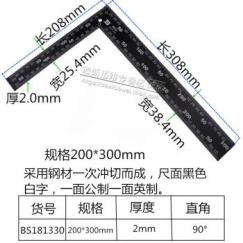 长208mm
宽25.4mm
厚2.0mm
长308mm
宽38.4mm
规格200*300mm
采用钢材一次冲切而成，尺面黑色
白字，一面公制一面英制。
货号 规格 厚度 直角
BS181330 200*300mm 2mm 90°